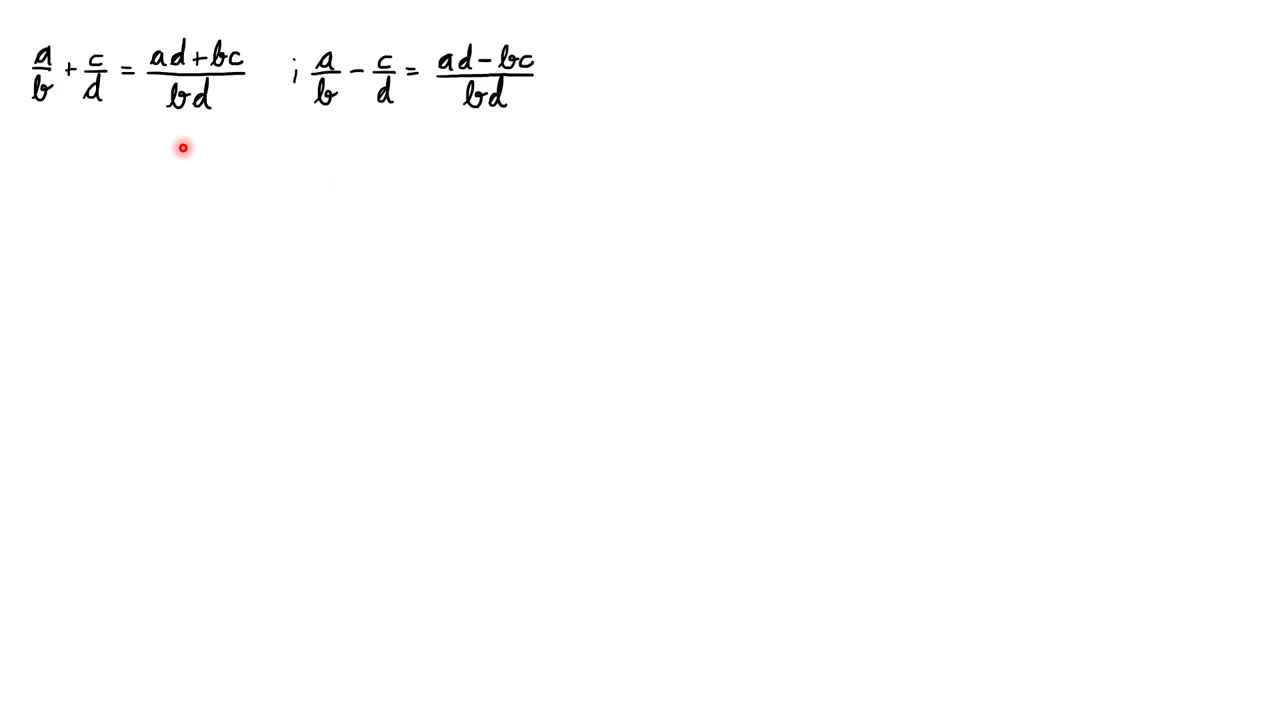 a/b + c/d = (ad+bc)/bd ; a/b - c/d = (ad-bc)/bd